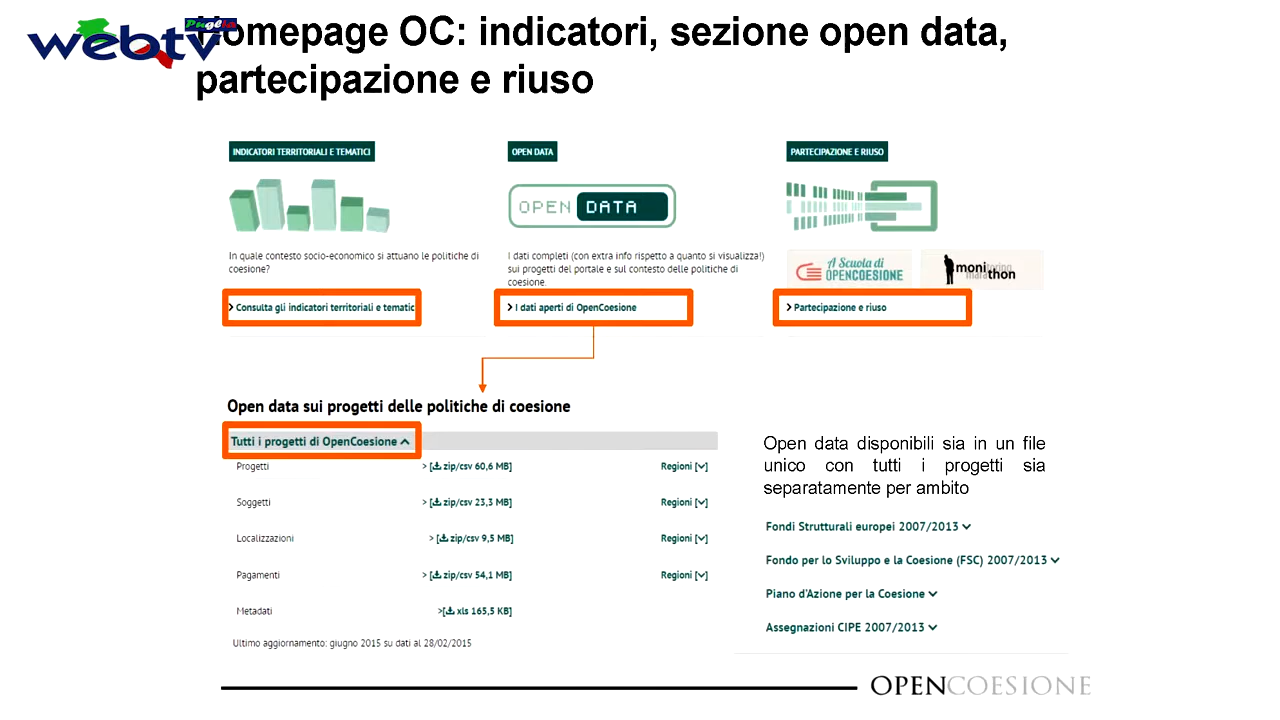 webtv
Puglia
Homepage OC: indicatori, sezione open data,
partecipazione e riuso
INDICATORI TERRITORIALI E TEMATICI
OPEN DATA
PARTECIPAZIONE E RIUSO
OPEN DATA
In quale contesto socio-economico si attuano le politiche di
coesione?
I dati completi (con extra info rispetto a quanto si visualizza!)
sui progetti del portale e sul contesto delle politiche di
coesione.
A Scuola di
OPENCOESIONE
monitoring
marathon
Consulta gli indicatori territoriali e tematic
I dati aperti di OpenCoesione
Partecipazione e riuso
Open data sui progetti delle politiche di coesione
Tutti i progetti di OpenCoesione
Progetti > [zip/csv 60,6 MB] Regioni []
Soggetti > [zip/csv 23,3 MB] Regioni []
Localizzazioni > [zip/csv 9,5 MB] Regioni []
Pagamenti > [zip/csv 54,1 MB] Regioni []
Metadati >[xls 165,5 KB]
Ultimo aggiornamento: giugno 2015 su dati al 28/02/2015
Open data disponibili sia in un file
unico con tutti i progetti sia
separatamente per ambito
Fondi Strutturali europei 2007/2013
Fondo per lo Sviluppo e la Coesione (FSC) 2007/2013
Piano d'Azione per la Coesione
Assegnazioni CIPE 2007/2013
OPENCOESIONE